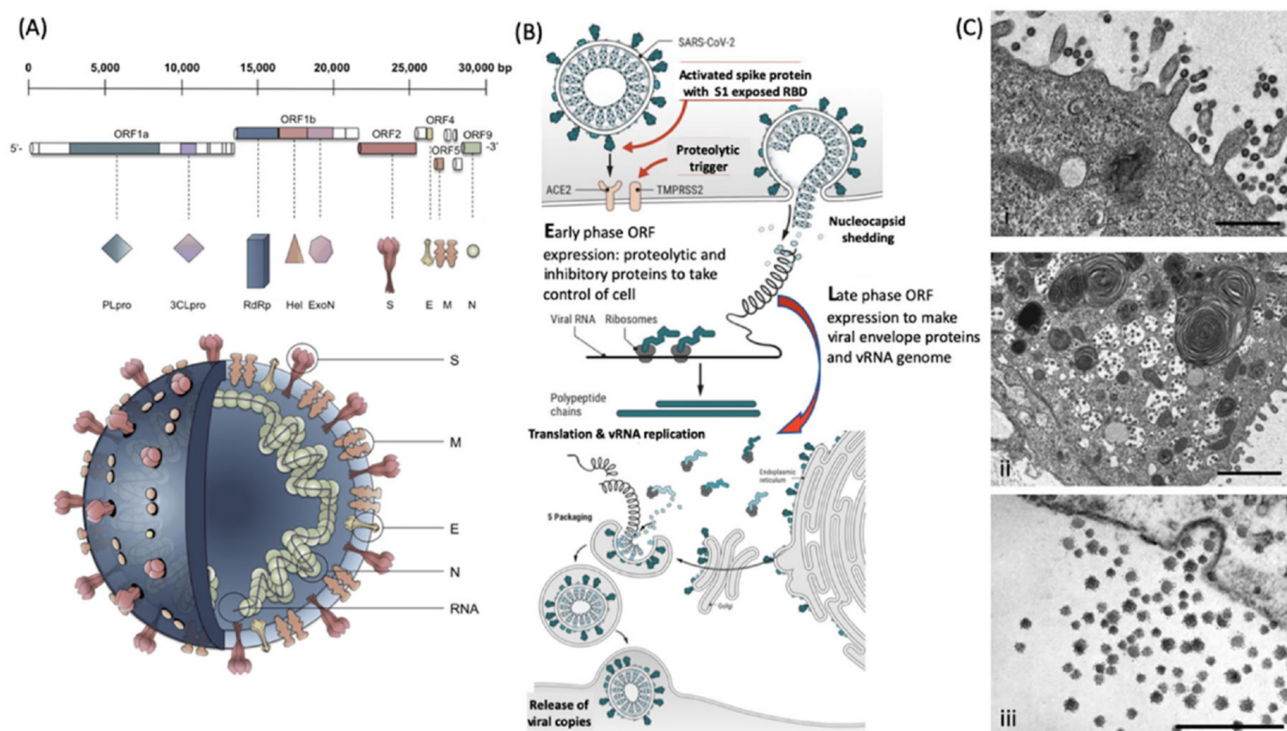 (A)
0 5,000 10,000 15,000 20,000 25,000 30,000 bp
ORF1a
ORF1b
ORF2
ORF4
ORF5
ORF9
5'-
-3'
PLpro 3CLpro RdRp Hel ExoN S E M N
S
M
E
N
RNA
(B)
SARS-CoV-2
Activated spike protein
with S1 exposed RBD
Proteolytic
trigger
ACE2
TMPRSS2
Nucleocapsid
shedding
Early phase ORF
expression: proteolytic and
inhibitory proteins to take
control of cell
Viral RNA Ribosomes
Late phase ORF
expression to make
viral envelope proteins
and vRNA genome
Polypeptide
chains
Translation & vRNA replication
Endoplasmic
reticulum
5 Packaging
Golgi
Release of
viral copies
(C)
i
ii
iii